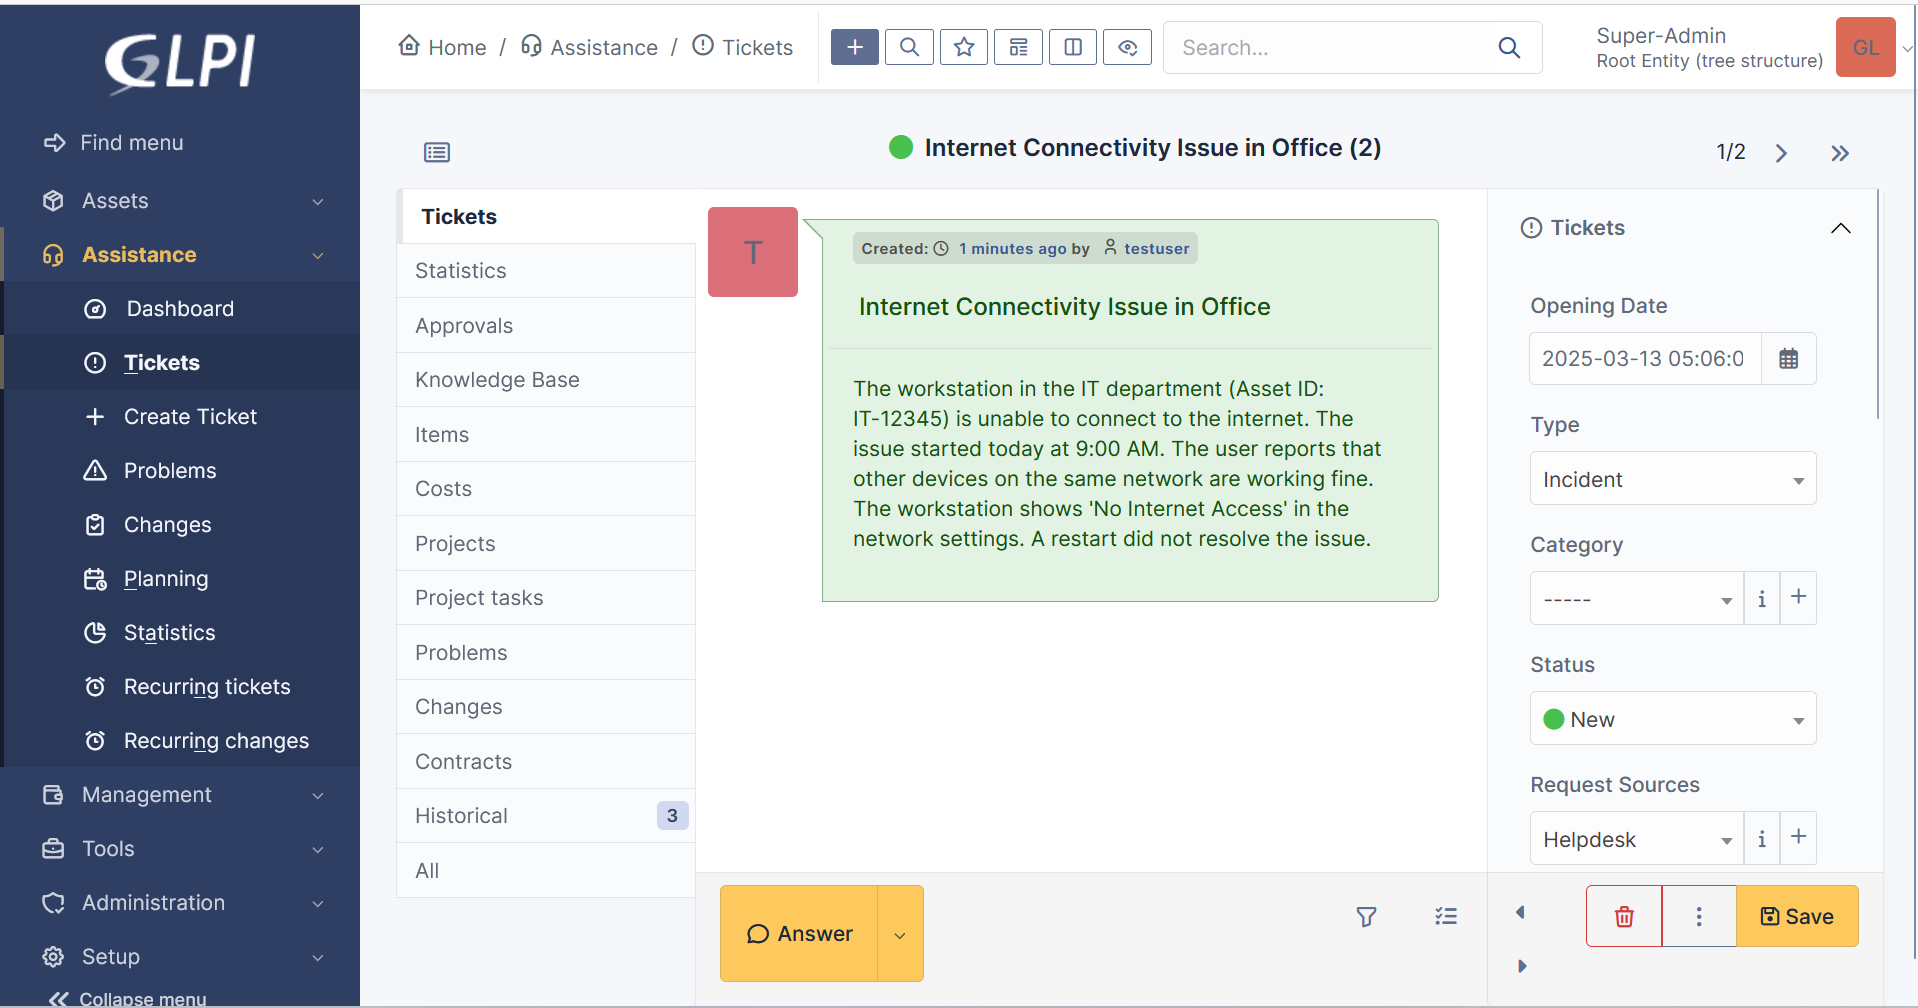 GLPI
Find menu
Assets
Assistance
Dashboard
Tickets
Create Ticket
Problems
Changes
Planning
Statistics
Recurring tickets
Recurring changes
Management
Tools
Administration
Setup
Collapse menu
Home / Assistance / Tickets
Search...
Super-Admin
Root Entity (tree structure)
GL
Internet Connectivity Issue in Office (2)
1/2
Tickets
Statistics
Approvals
Knowledge Base
Items
Costs
Projects
Project tasks
Problems
Changes
Contracts
Historical 3
All
T
Created: 1 minutes ago by testuser
Internet Connectivity Issue in Office
The workstation in the IT department (Asset ID:
IT-12345) is unable to connect to the internet. The
issue started today at 9:00 AM. The user reports that
other devices on the same network are working fine.
The workstation shows 'No Internet Access' in the
network settings. A restart did not resolve the issue.
Answer
Tickets
Opening Date
2025-03-13 05:06:0
Type
Incident
Category
-----
Status
New
Request Sources
Helpdesk
Save